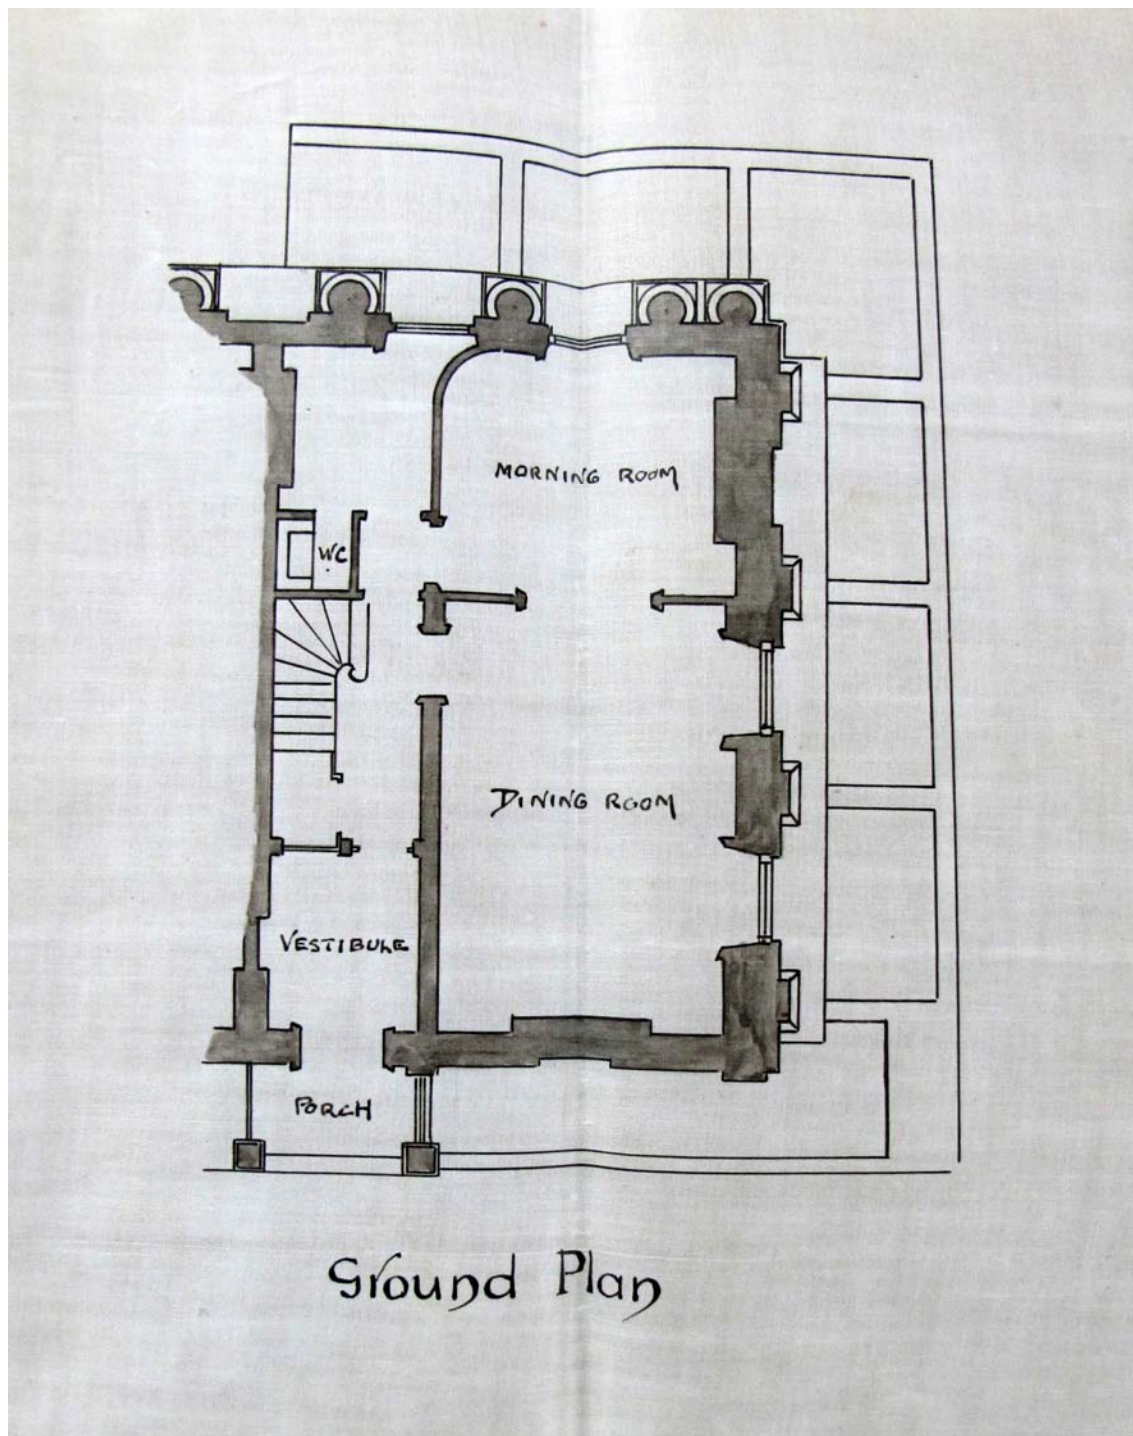 MORNING ROOM
WC
DINING ROOM
VESTIBULE
PORCH
Ground Plan